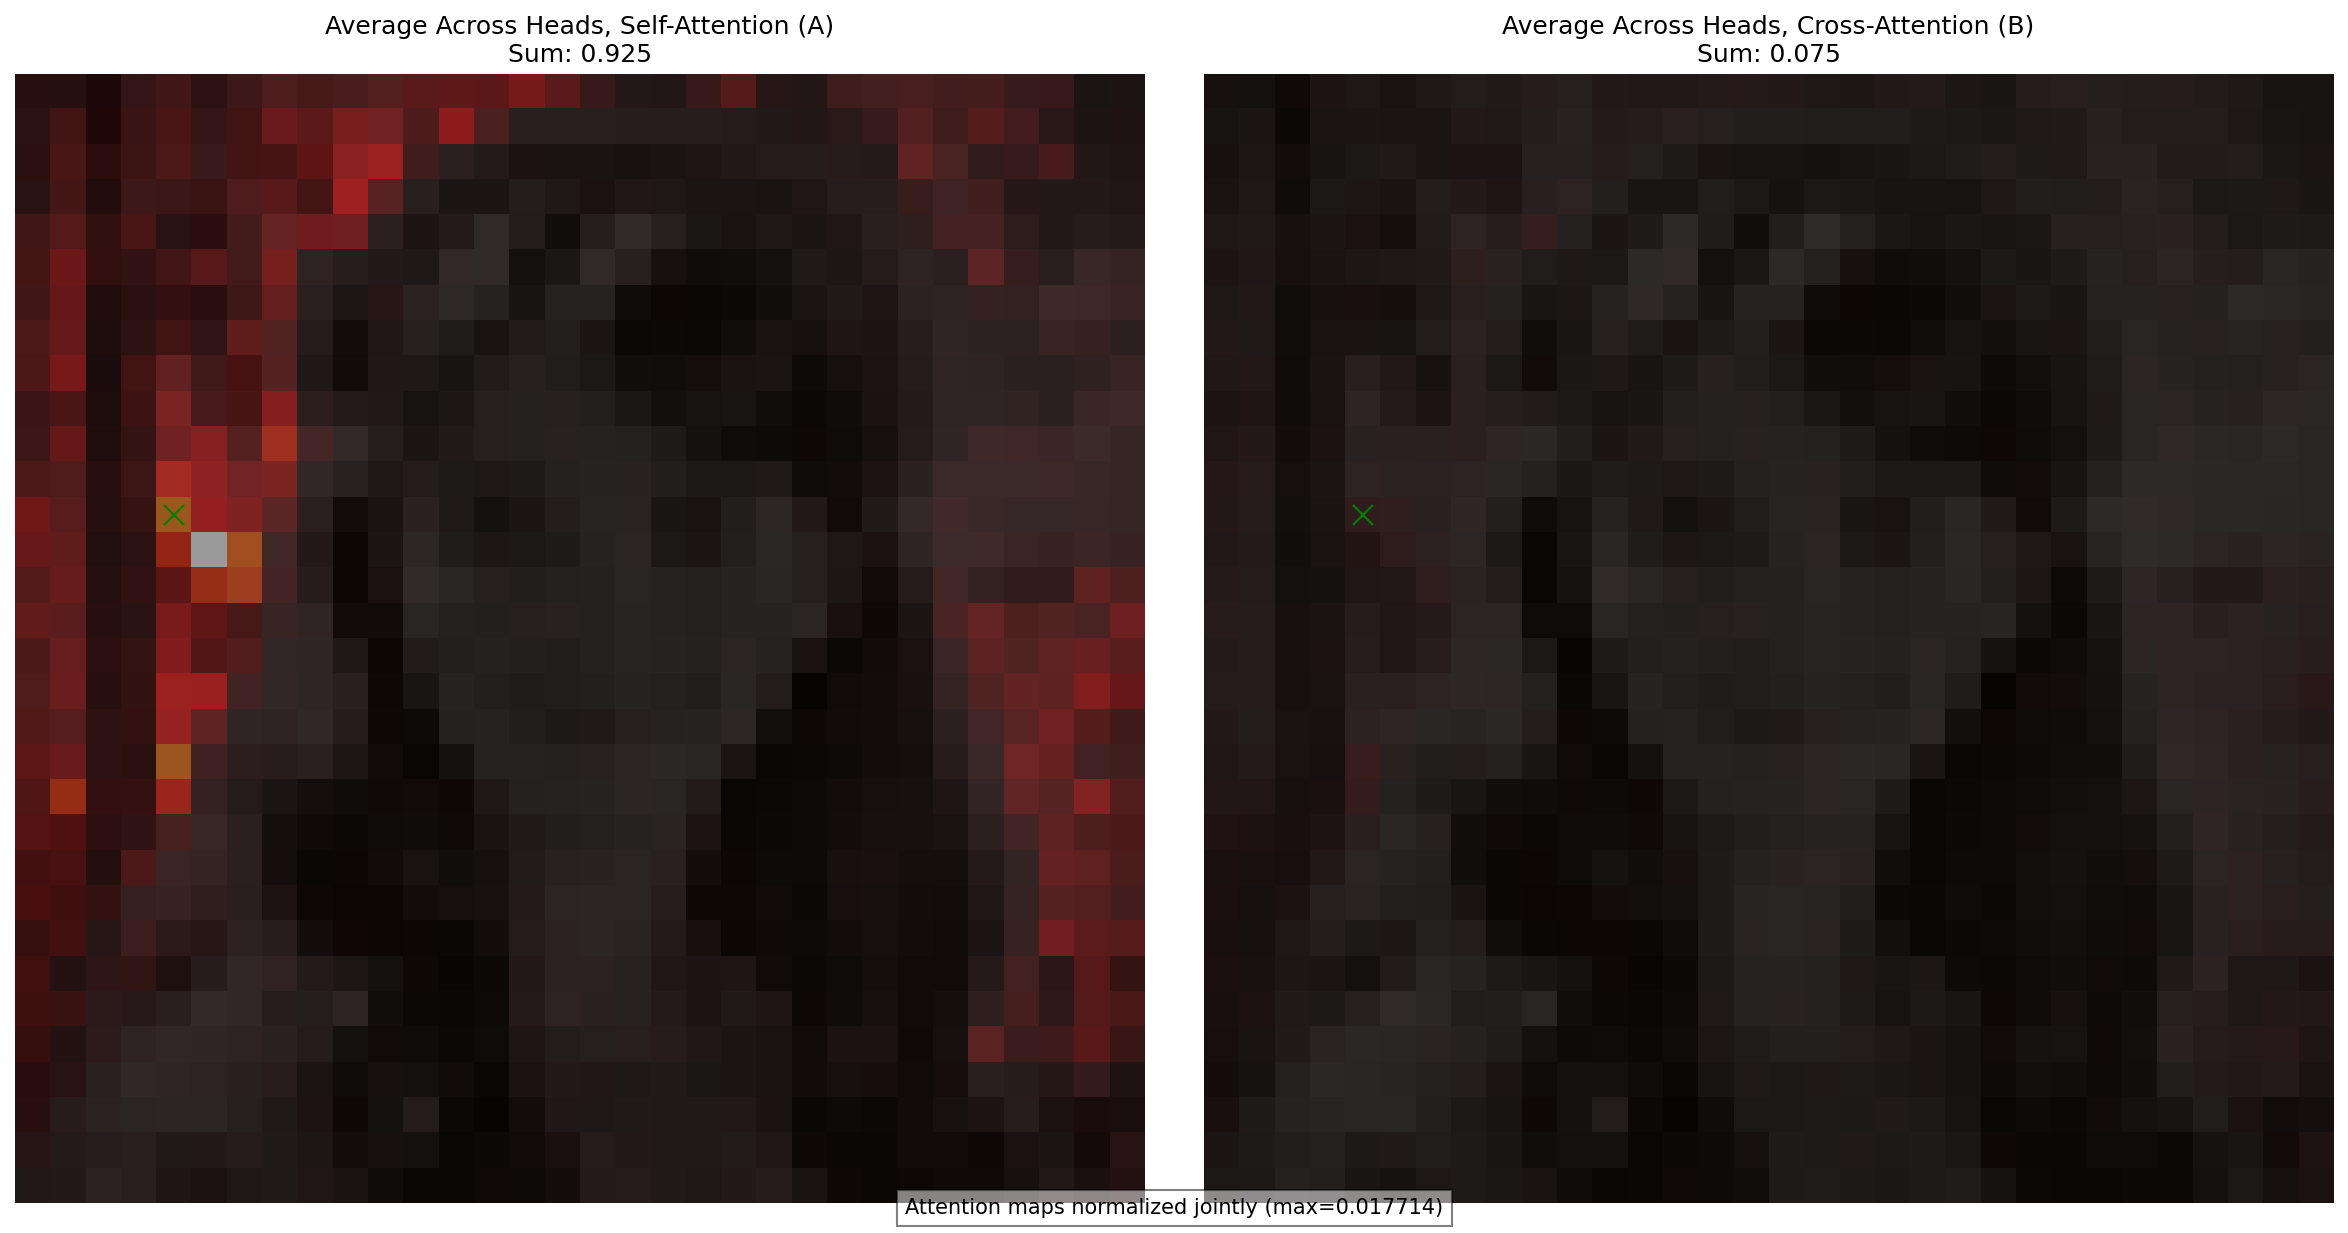 Average Across Heads, Self-Attention (A)
Sum: 0.925
Average Across Heads, Cross-Attention (B)
Sum: 0.075
Attention maps normalized jointly (max=0.017714)